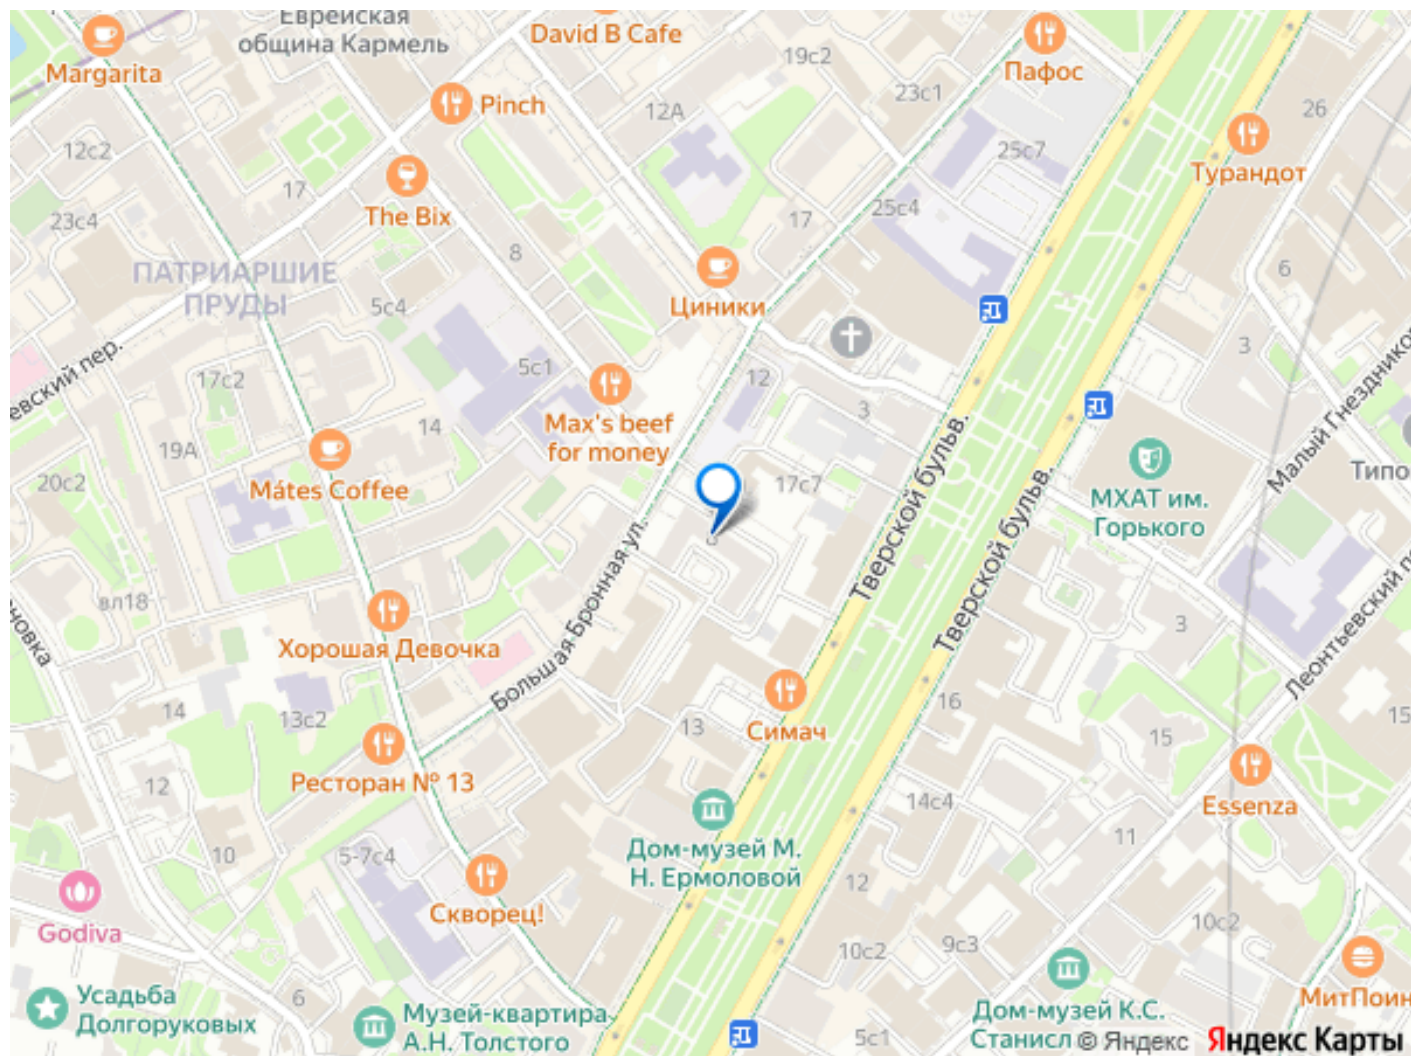 Еврейская
община Кармель
David B Cafe
Пафос
Margarita
Pinch
19с2
23с1
12А
26
12с2
25с7
Турандот
17
The Bix
23с4
17
25с4
8
ПАТРИАРШИЕ
ПРУДЫ
Циники
6
5с4
евский пер.
5с1
3
17с2
12
Max's beef
for money
3
14
19А
20с2
Mátes Coffee
17с7
Тверской бульв.
Тверской бульв.
МХАТ им.
Горького
Малый Гнездников
Типо
вл18
новка
Хорошая Девочка
Большая Бронная ул.
3
Леонтьевский п
14
13с2
13
Симач
16
15
15
Ресторан № 13
12
14с4
11
Essenza
10
5-7с4
Дом-музей М.
Н. Ермоловой
12
Godiva
Скворец!
10с2
9с3
10с2
6
Усадьба
Долгоруковых
Музей-квартира
А.Н. Толстого
5с1
Дом-музей К.С.
Станисл
МитПоин
© Яндекс
Яндекс Карты